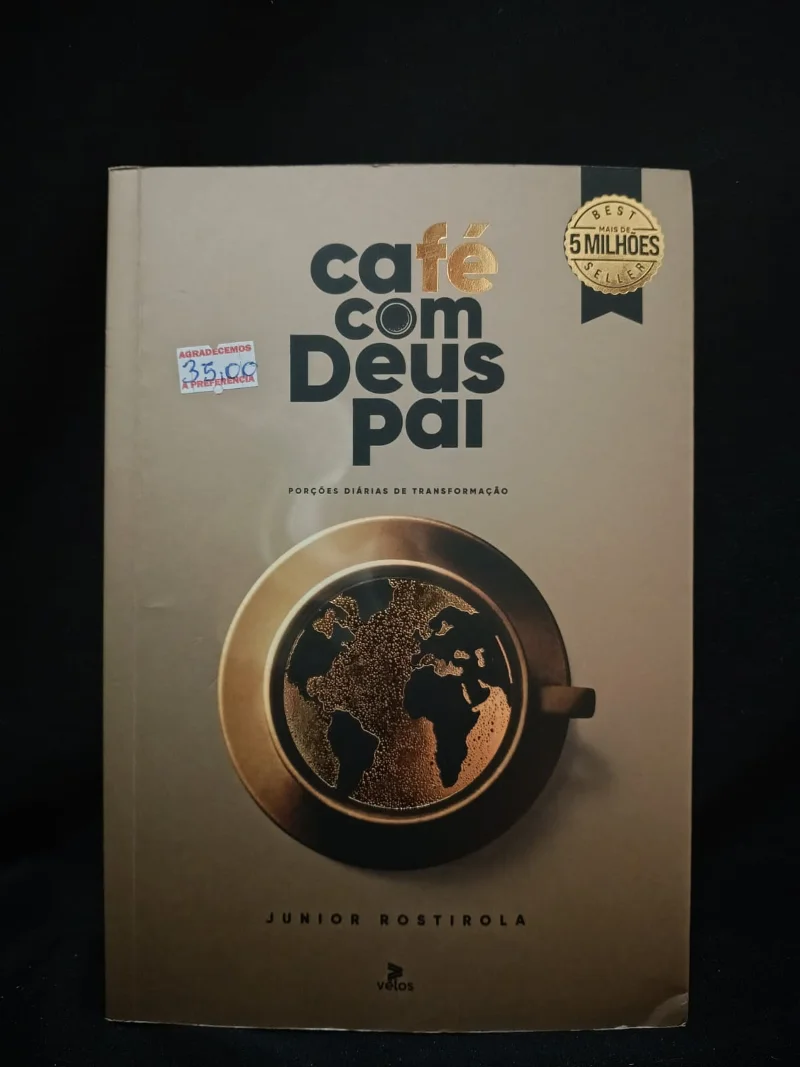 BEST
MAIS DE
5 MILHÕES
SELLER
café
com
Deus
pai
AGRADECEMOS
35,00
A PREFERÊNCIA
PORÇÕES DIÁRIAS DE TRANSFORMAÇÃO
JUNIOR ROSTIROLA
vélos